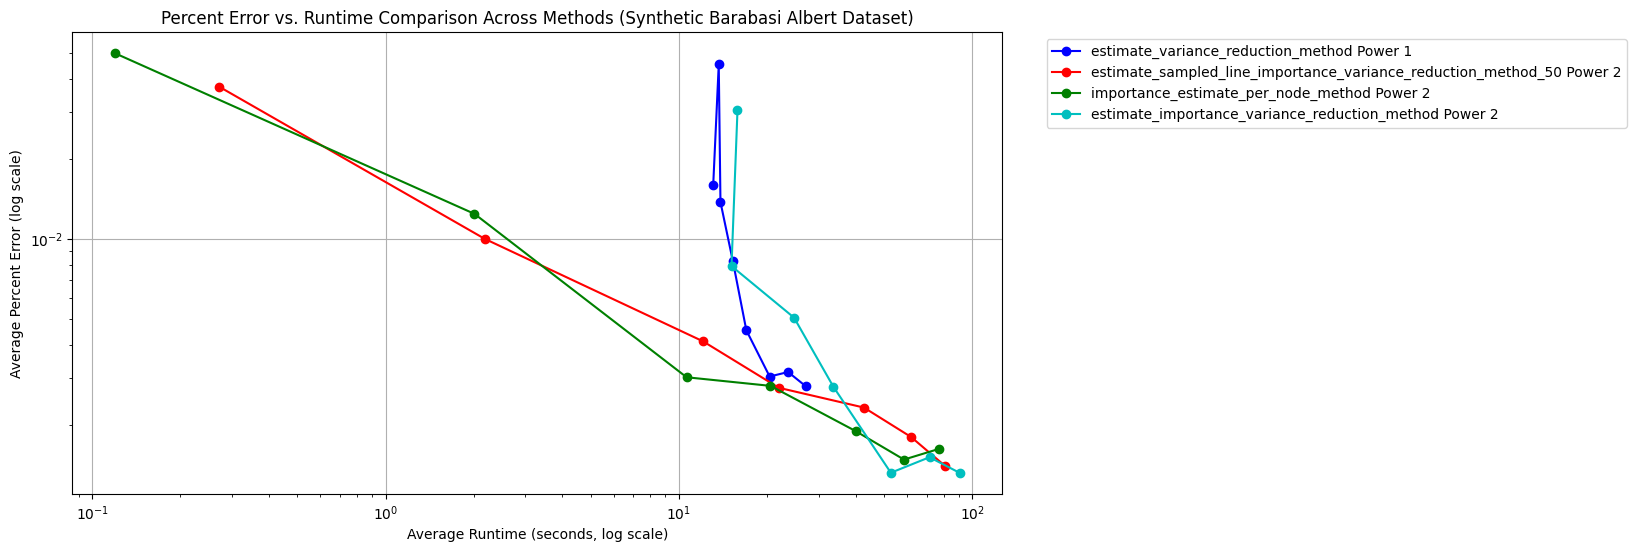 Percent Error vs. Runtime Comparison Across Methods (Synthetic Barabasi Albert Dataset)
estimate_variance_reduction_method Power 1
estimate_sampled_line_importance_variance_reduction_method_50 Power 2
importance_estimate_per_node_method Power 2
estimate_importance_variance_reduction_method Power 2
Average Percent Error (log scale)
10⁻²
10⁻¹ 10⁰ 10¹ 10²
Average Runtime (seconds, log scale)